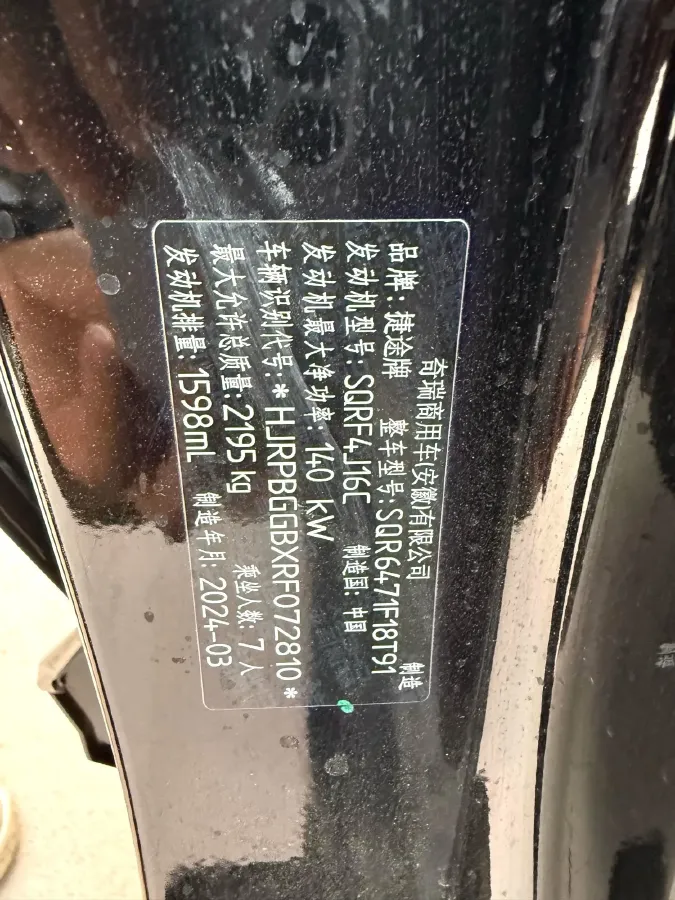 奇瑞商用车(安徽)有限公司 制造
品牌:捷途牌 整车型号:SQR6471F18T91
发动机型号:SQRF4J16C 制造国:中国
发动机最大净功率:140 kW
车辆识别代号:*HJRPBGGBXRF072810*
最大允许总质量:2195kg 乘坐人数:7人
发动机排量:1598mL 制造年月:2024-03